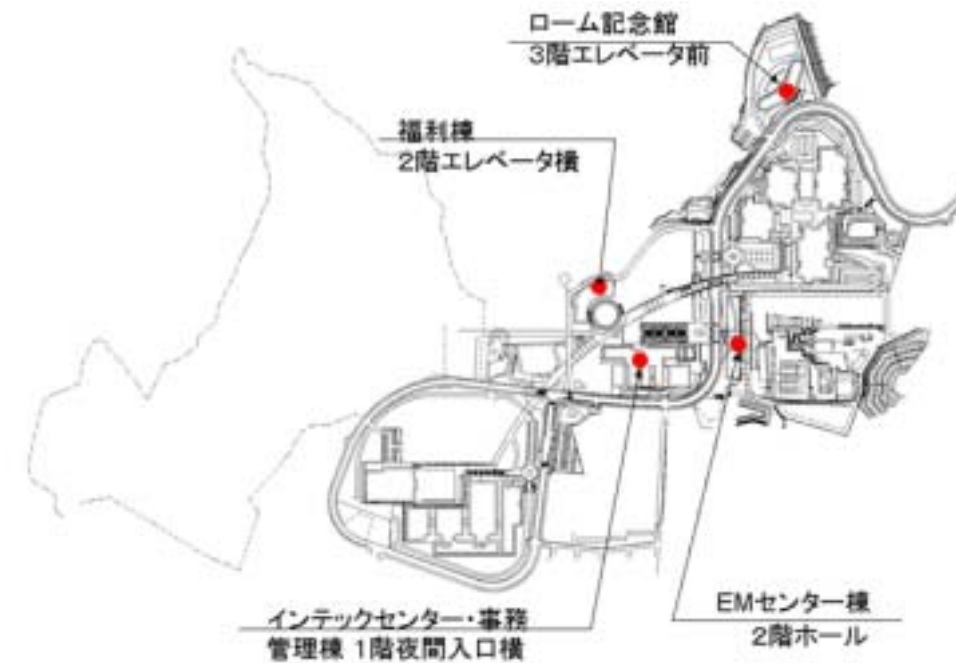 ローム記念館
3階エレベータ前
福利棟
2階エレベータ横
インテックセンター・事務
管理棟 1階夜間入口横
EMセンター棟
2階ホール